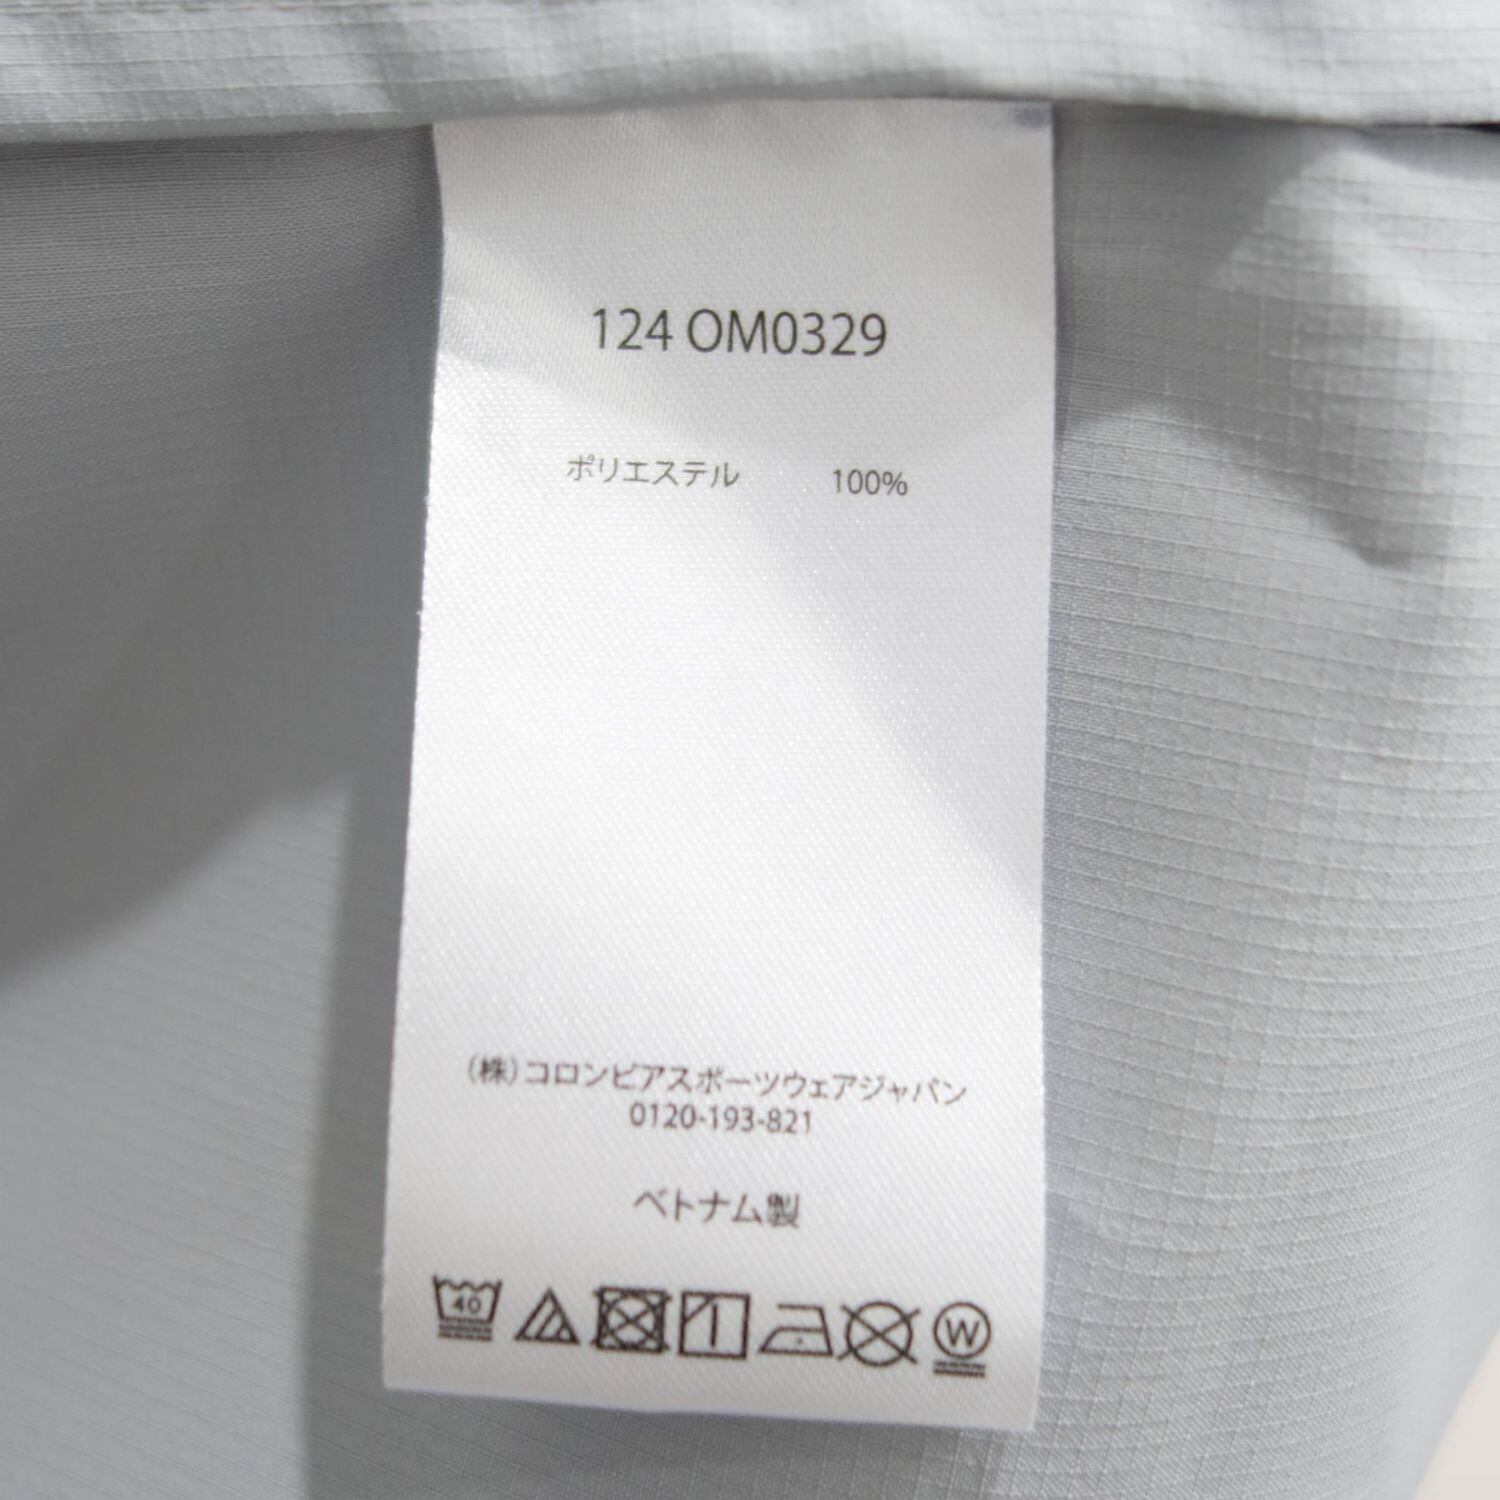 124 OM0329
ポリエステル 100%
(株)コロンビアスポーツウェアジャパン
0120-193-821
ベトナム製
40
W